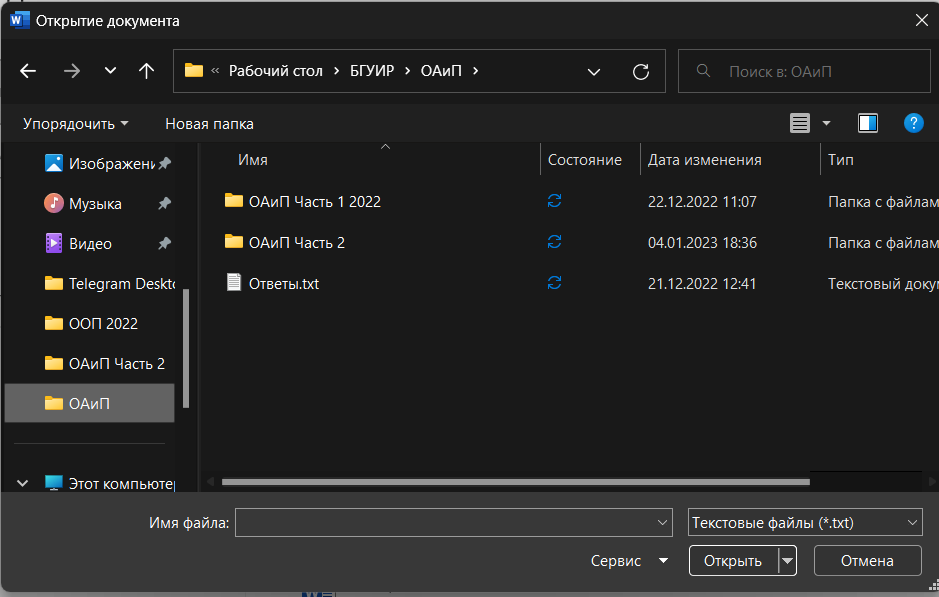 Открытие документа
« Рабочий стол › БГУИР › ОАиП ›
Поиск в: ОАиП
Упорядочить
Новая папка
Имя
Состояние
Дата изменения
Тип
Изображени
Музыка
Видео
Telegram Deskto
ООП 2022
ОАиП Часть 2
ОАиП
Этот компьютер
ОАиП Часть 1 2022 22.12.2022 11:07 Папка с файлам
ОАиП Часть 2 04.01.2023 18:36 Папка с файлам
Ответы.txt 21.12.2022 12:41 Текстовый доку
Имя файла:
Текстовые файлы (*.txt)
Сервис
Открыть
Отмена